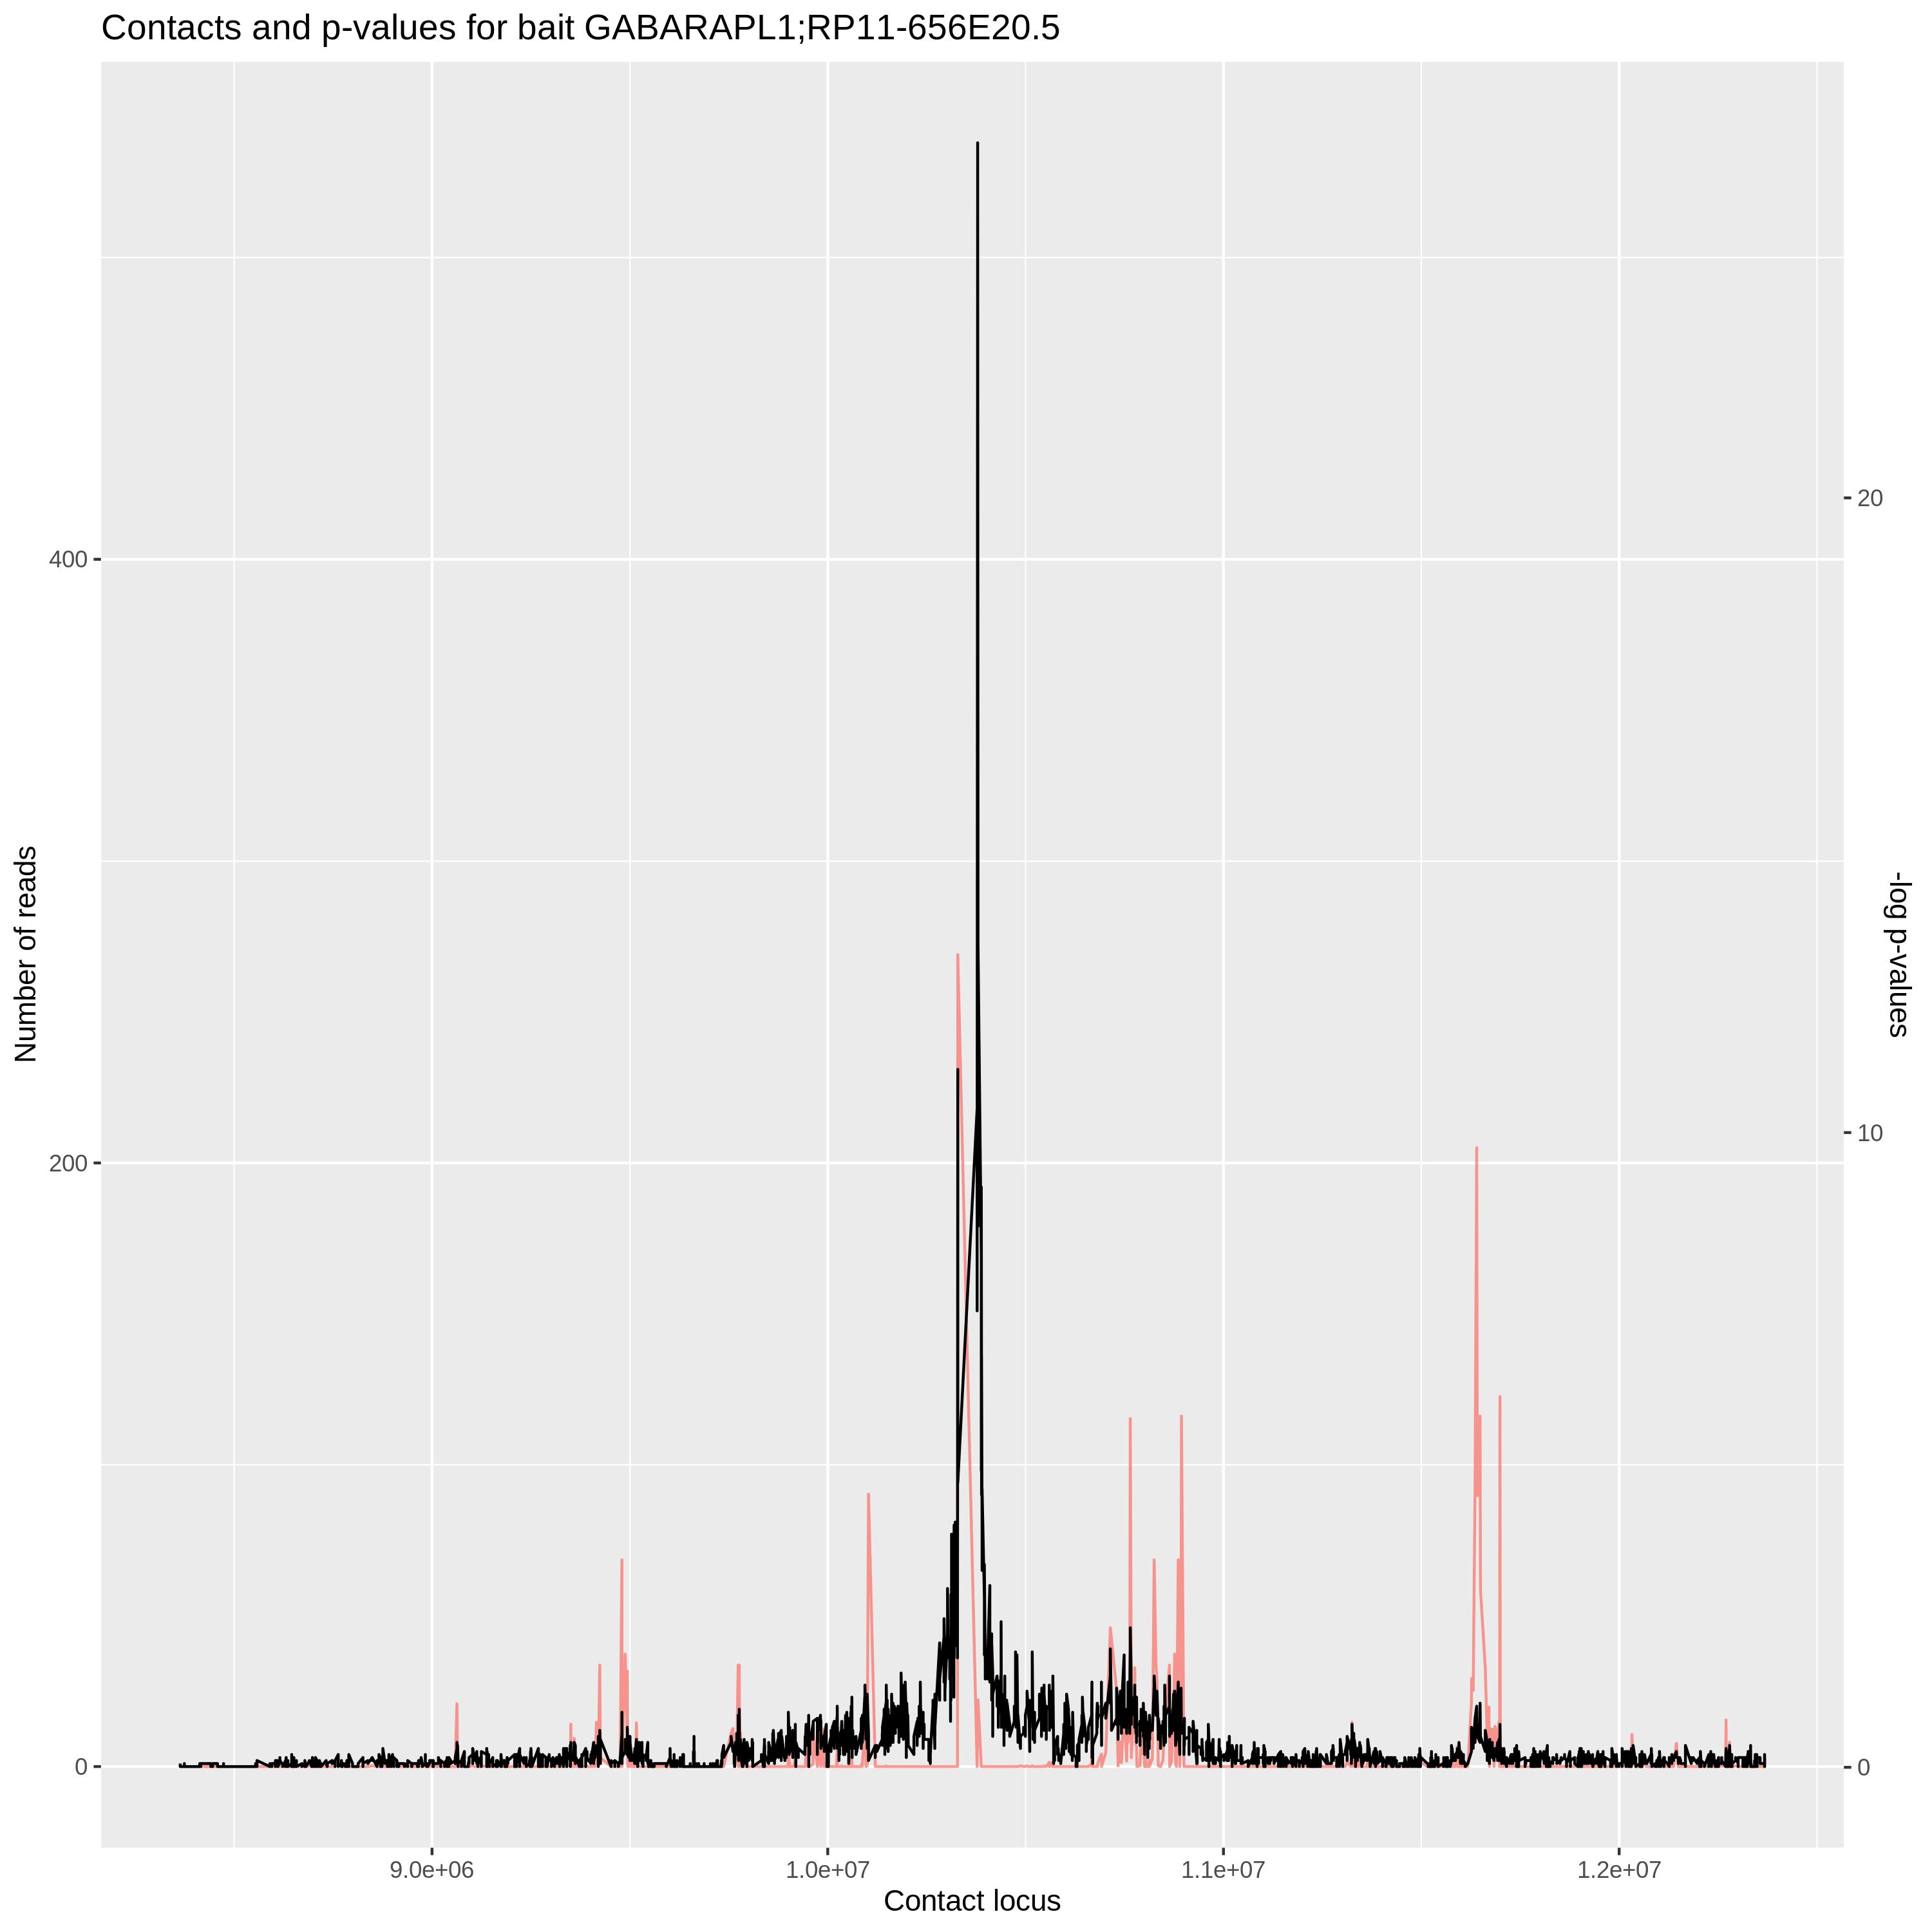 Contacts and p-values for bait GABARAPL1;RP11-656E20.5
Number of reads
400
200
0
20
10
0
-log p-values
9.0e+06 1.0e+07 1.1e+07 1.2e+07
Contact locus